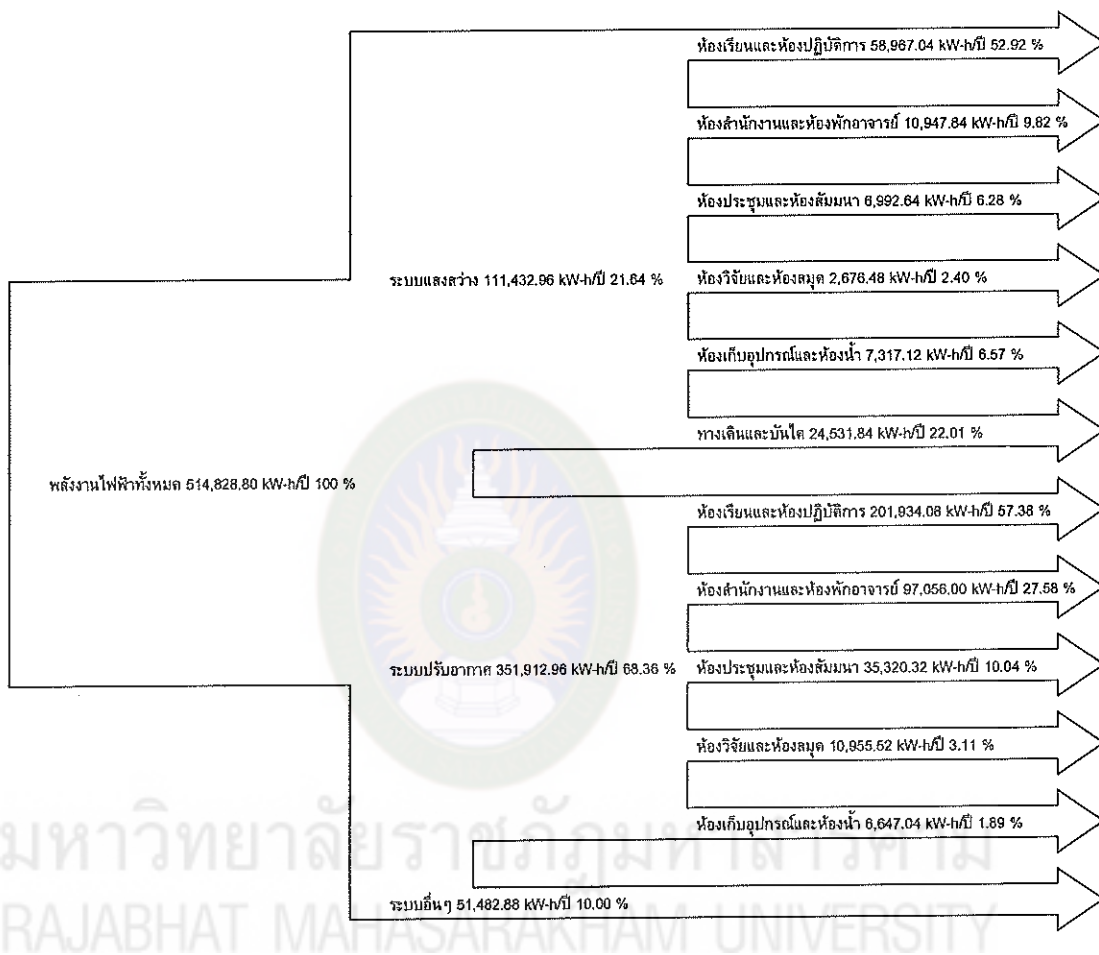 ห้องเรียนและห้องปฏิบัติการ 58,967.04 kW-h/ปี 52.92 %
ห้องสำนักงานและห้องพักอาจารย์ 10,947.84 kW-h/ปี 9.82 %
ห้องประชุมและห้องสัมมนา 6,992.64 kW-h/ปี 6.28 %
ระบบแสงสว่าง 111,432.96 kW-h/ปี 21.64 %
ห้องวิจัยและห้องสมุด 2,676.48 kW-h/ปี 2.40 %
ห้องเก็บอุปกรณ์และห้องน้ำ 7,317.12 kW-h/ปี 6.57 %
ทางเดินและบันได 24,531.84 kW-h/ปี 22.01 %
พลังงานไฟฟ้าทั้งหมด 514,828.80 kW-h/ปี 100 %
ห้องเรียนและห้องปฏิบัติการ 201,934.08 kW-h/ปี 57.38 %
ห้องสำนักงานและห้องพักอาจารย์ 97,056.00 kW-h/ปี 27.58 %
ระบบปรับอากาศ 351,912.96 kW-h/ปี 68.36 %
ห้องประชุมและห้องสัมมนา 35,320.32 kW-h/ปี 10.04 %
ห้องวิจัยและห้องสมุด 10,955.52 kW-h/ปี 3.11 %
ห้องเก็บอุปกรณ์และห้องน้ำ 6,647.04 kW-h/ปี 1.89 %
มหาวิทยาลัยราชภัฏมหาสารคาม
ระบบอื่นๆ 51,482.88 kW-h/ปี 10.00 %
RAJABHAT MAHASARAKHAM UNIVERSITY